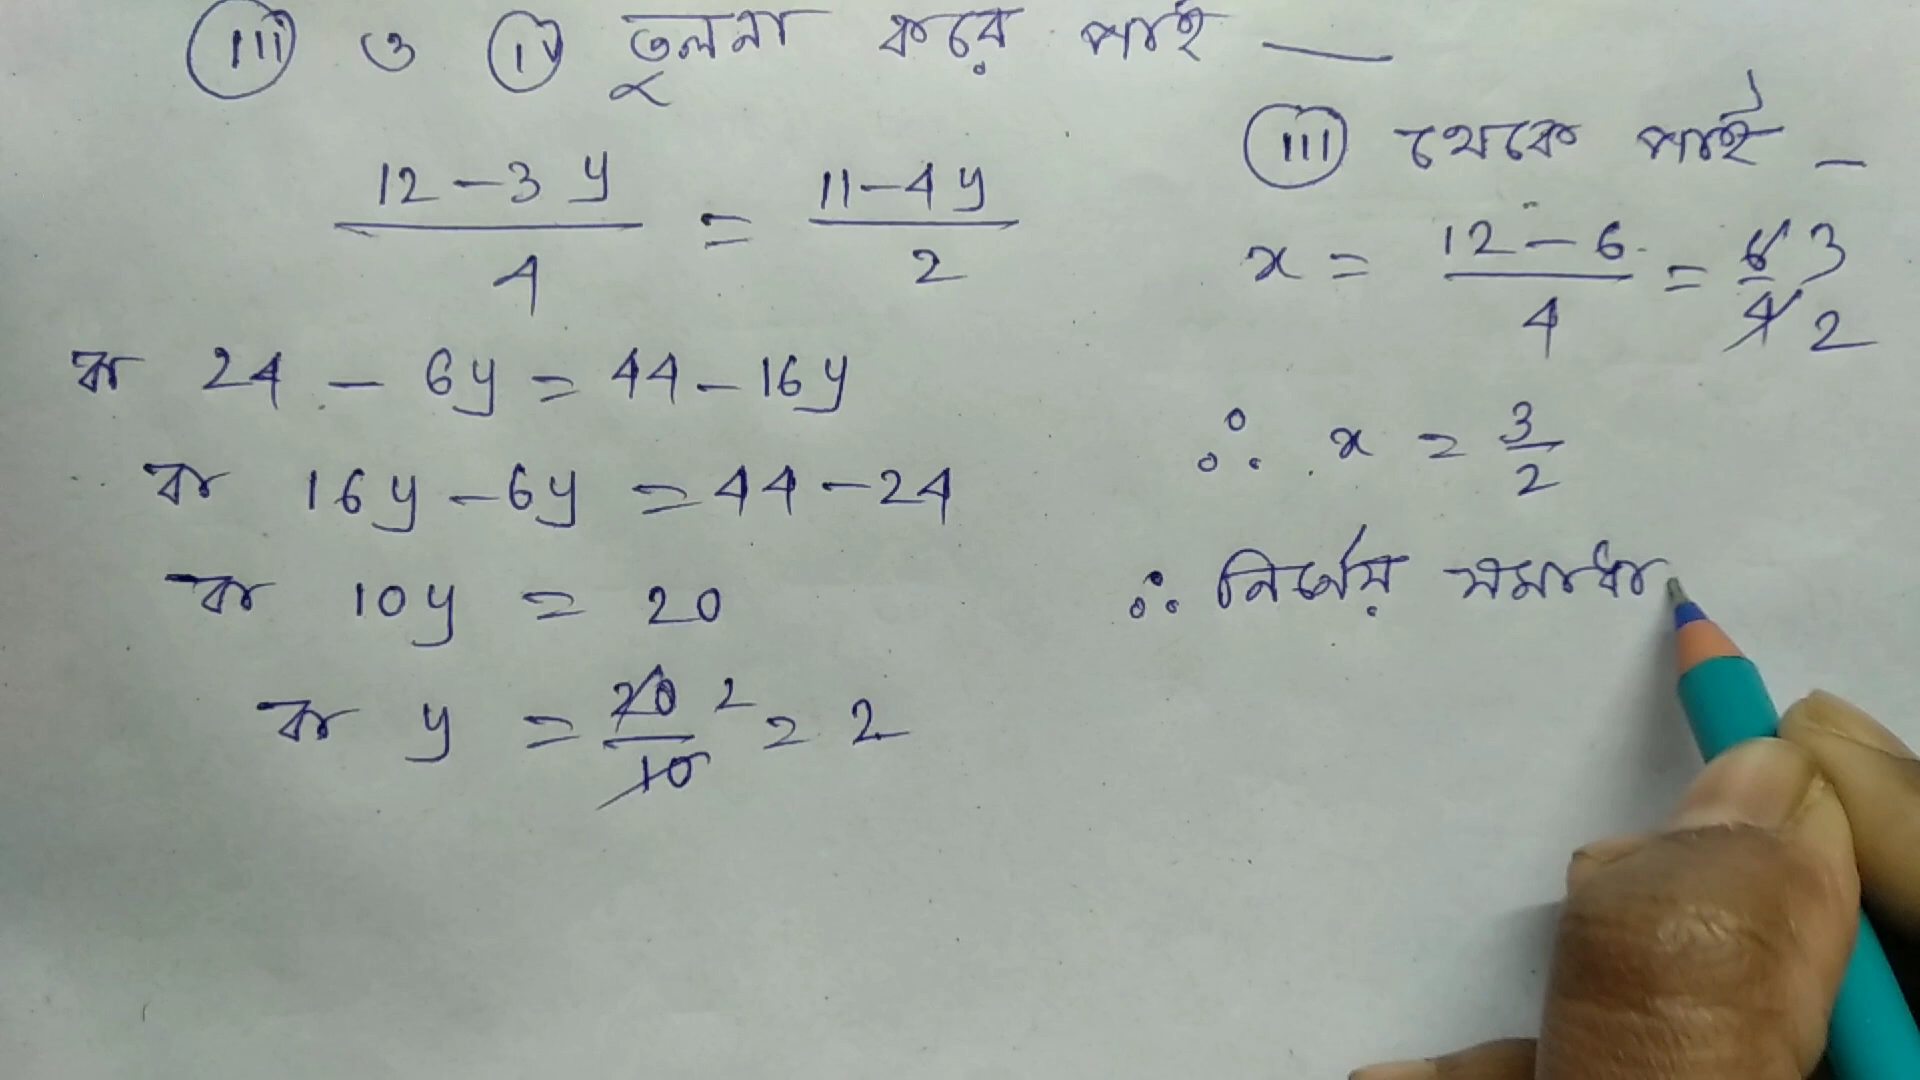 (iii) ও (iv) তুলনা করে পাই —
(12-3y)/4 = (11-4y)/2
বা 24 - 6y = 44 - 16y
বা 16y - 6y = 44 - 24
বা 10y = 20
বা y = 20/10 2 = 2
(iii) থেকে পাই -
x = (12-6)/4 = 6/4 3/2
∴ x = 3/2
∴ নির্ণেয় সমাধা